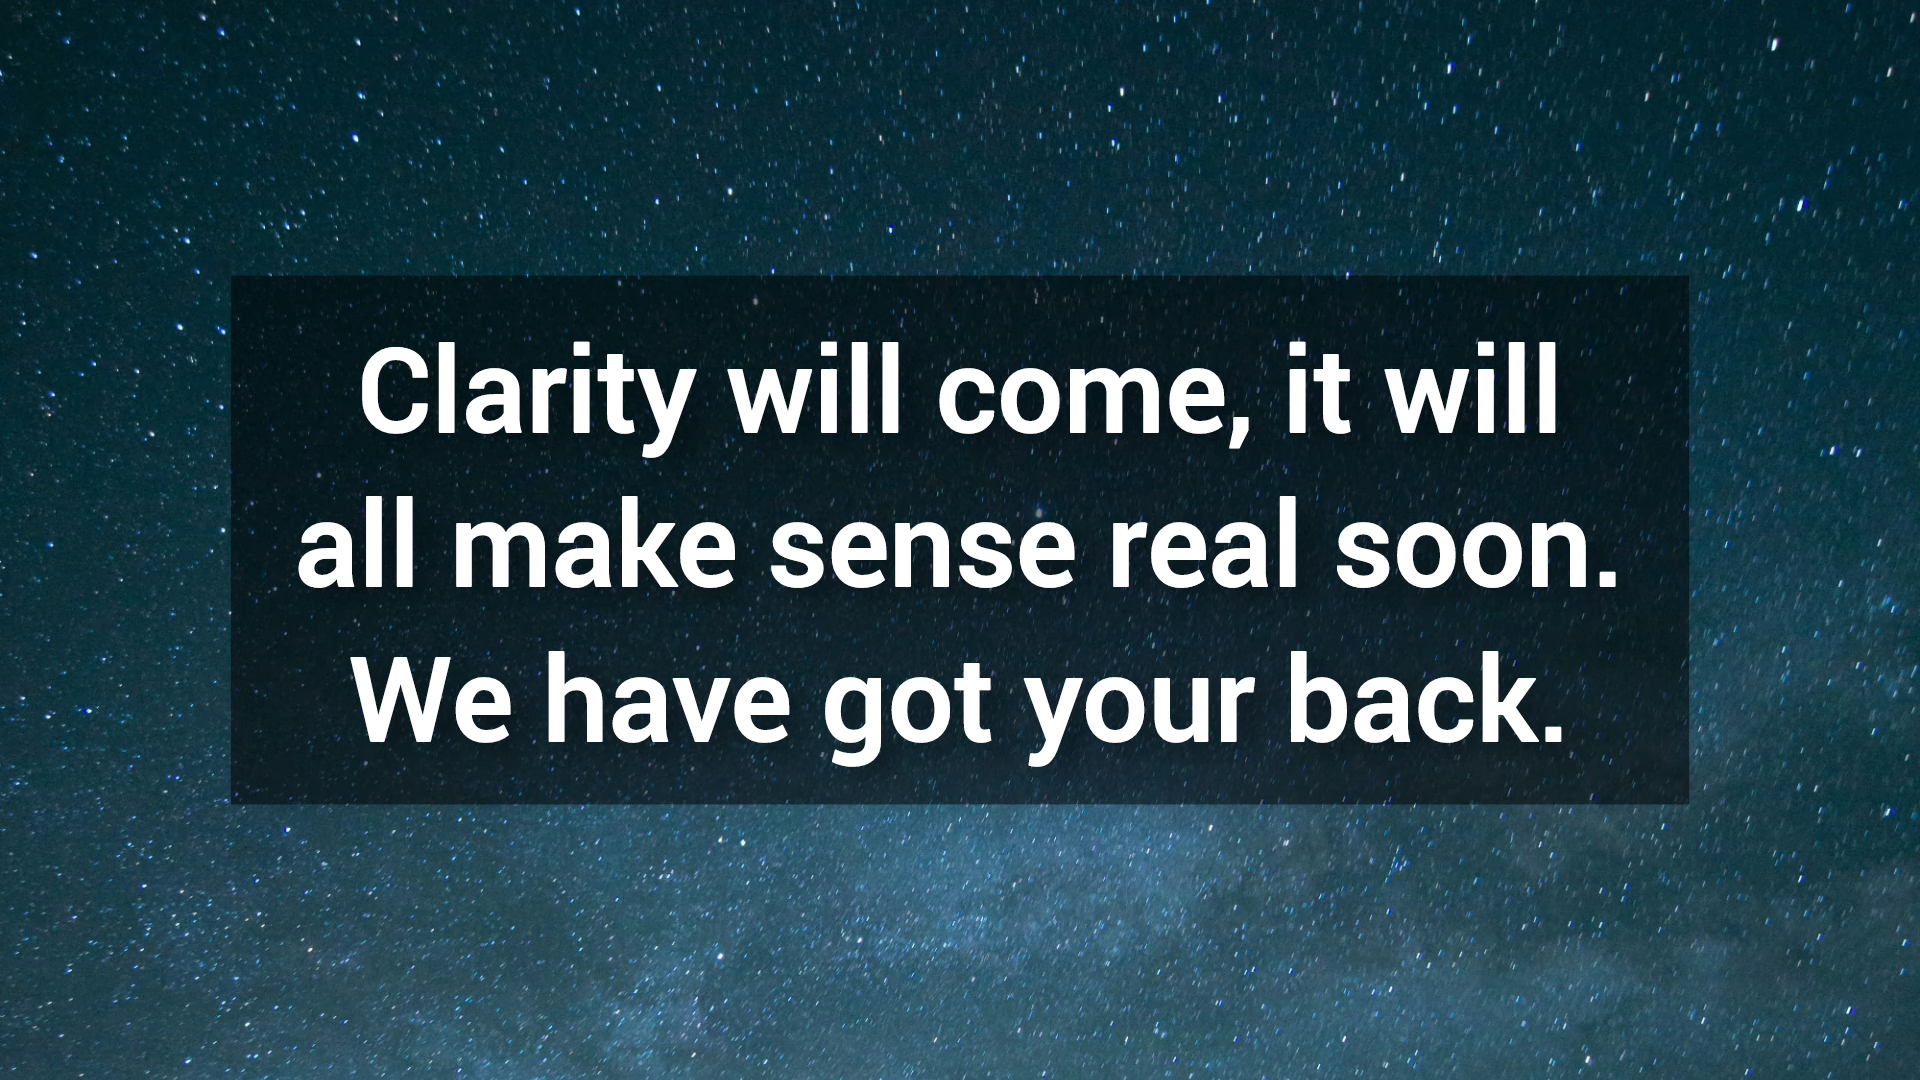 Clarity will come, it will
all make sense real soon.
We have got your back.